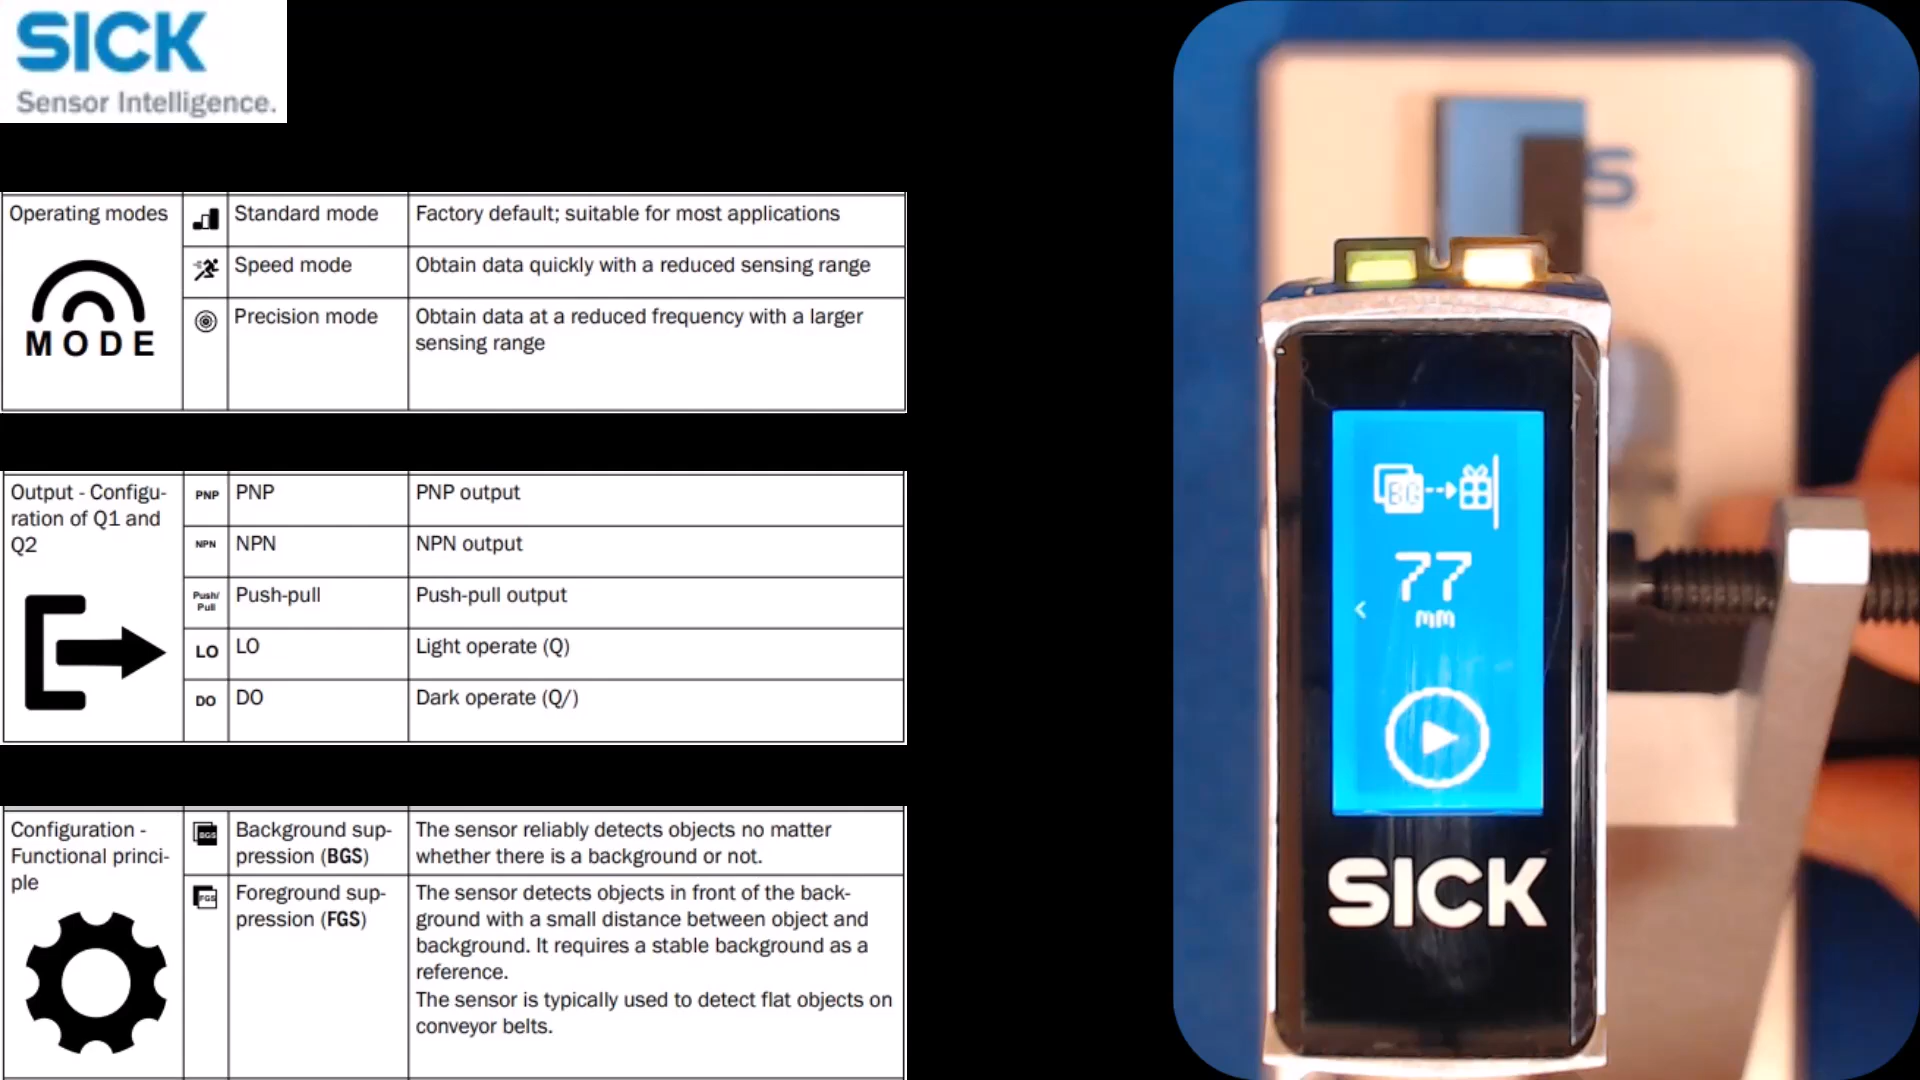 SICK
Sensor Intelligence.
Operating modes
MODE
Standard mode
Factory default; suitable for most applications
Speed mode
Obtain data quickly with a reduced sensing range
Precision mode
Obtain data at a reduced frequency with a larger
sensing range
Output - Configu-
ration of Q1 and
Q2
PNP
PNP
PNP output
NPN
NPN
NPN output
Push/
Pull
Push-pull
Push-pull output
LO
LO
Light operate (Q)
DO
DO
Dark operate (Q/)
Configuration -
Functional princi-
ple
BGS
Background sup-
pression (BGS)
The sensor reliably detects objects no matter
whether there is a background or not.
FGS
Foreground sup-
pression (FGS)
The sensor detects objects in front of the back-
ground with a small distance between object and
background. It requires a stable background as a
reference.
The sensor is typically used to detect flat objects on
conveyor belts.
S
BG
77
<
mm
SICK